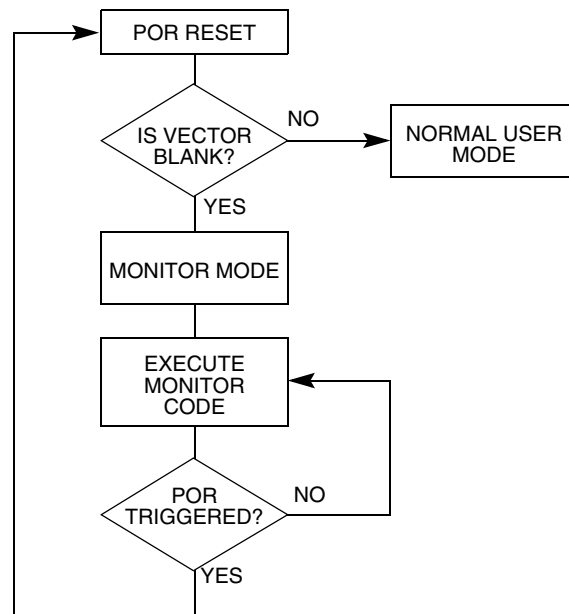 POR RESET
IS VECTOR
BLANK?
NO
NORMAL USER
MODE
YES
MONITOR MODE
EXECUTE
MONITOR
CODE
POR
TRIGGERED?
NO
YES